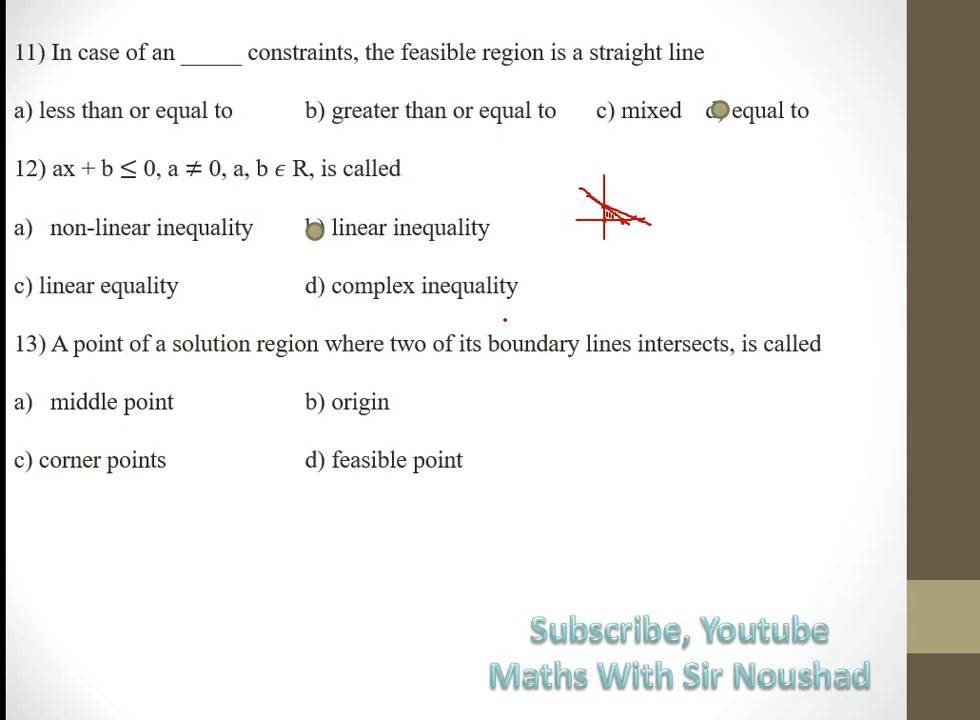 11) In case of an _____ constraints, the feasible region is a straight line
a) less than or equal to b) greater than or equal to c) mixed d) equal to
12) ax + b ≤ 0, a ≠ 0, a, b ϵ R, is called
a) non-linear inequality b) linear inequality
c) linear equality d) complex inequality
13) A point of a solution region where two of its boundary lines intersects, is called
a) middle point b) origin
c) corner points d) feasible point
Subscribe, Youtube
Maths With Sir Noushad